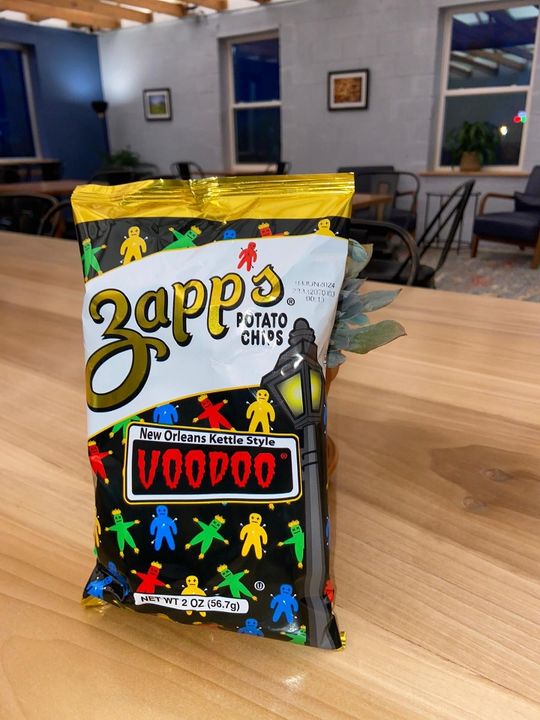 Zapp's®
POTATO
CHIPS
New Orleans Kettle Style
VOODOO®
NET WT 2 OZ (56.7g)